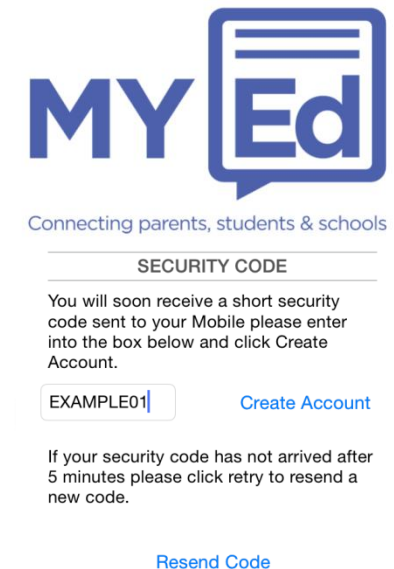 MY Ed
Connecting parents, students & schools
SECURITY CODE
You will soon receive a short security
code sent to your Mobile please enter
into the box below and click Create
Account.
EXAMPLE01 Create Account
If your security code has not arrived after
5 minutes please click retry to resend a
new code.
Resend Code